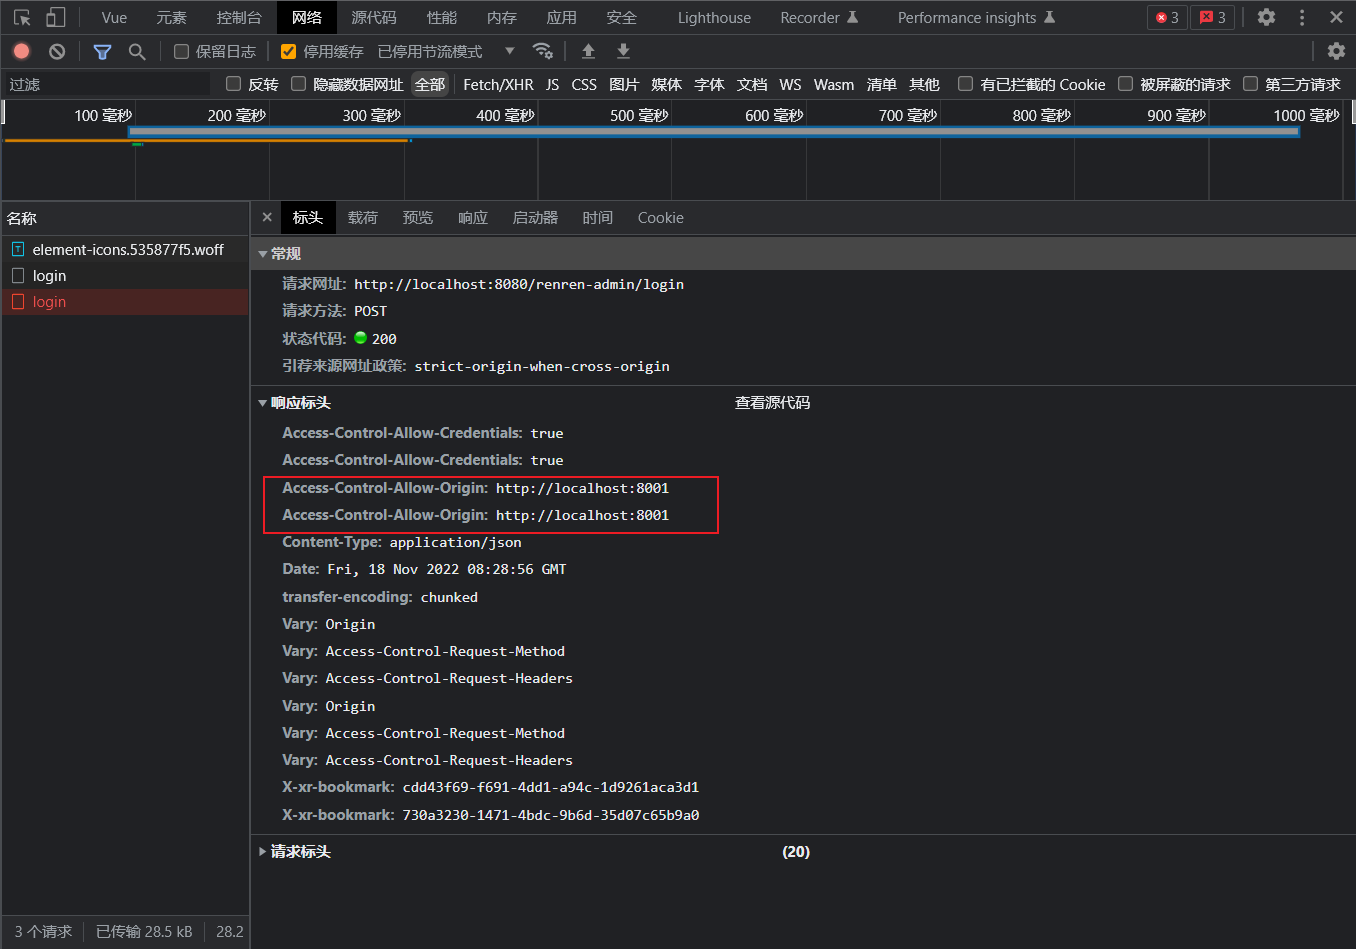 Vue 元素 控制台 网络 源代码 性能 内存 应用 安全 Lighthouse Recorder Performance insights 3 3
保留日志 停用缓存 已停用节流模式
过滤 反转 隐藏数据网址 全部 Fetch/XHR JS CSS 图片 媒体 字体 文档 WS Wasm 清单 其他 有已拦截的 Cookie 被屏蔽的请求 第三方请求
100 毫秒 200 毫秒 300 毫秒 400 毫秒 500 毫秒 600 毫秒 700 毫秒 800 毫秒 900 毫秒 1000 毫秒
名称
element-icons.535877f5.woff
login
login
标头 载荷 预览 响应 启动器 时间 Cookie
常规
请求网址: http://localhost:8080/renren-admin/login
请求方法: POST
状态代码: 200
引荐来源网址政策: strict-origin-when-cross-origin
响应标头 查看源代码
Access-Control-Allow-Credentials: true
Access-Control-Allow-Credentials: true
Access-Control-Allow-Origin: http://localhost:8001
Access-Control-Allow-Origin: http://localhost:8001
Content-Type: application/json
Date: Fri, 18 Nov 2022 08:28:56 GMT
transfer-encoding: chunked
Vary: Origin
Vary: Access-Control-Request-Method
Vary: Access-Control-Request-Headers
Vary: Origin
Vary: Access-Control-Request-Method
Vary: Access-Control-Request-Headers
X-xr-bookmark: cdd43f69-f691-4dd1-a94c-1d9261aca3d1
X-xr-bookmark: 730a3230-1471-4bdc-9b6d-35d07c65b9a0
请求标头 (20)
3 个请求 已传输 28.5 kB 28.2